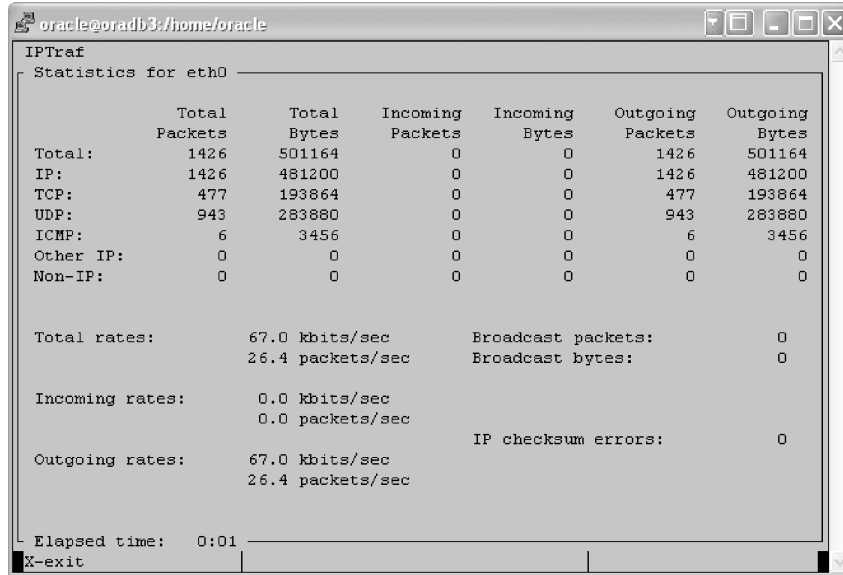 oracle@oradb3:/home/oracle
IPTraf
Statistics for eth0
Total Total Incoming Incoming Outgoing Outgoing
Packets Bytes Packets Bytes Packets Bytes
Total: 1426 501164 0 0 1426 501164
IP: 1426 481200 0 0 1426 481200
TCP: 477 193864 0 0 477 193864
UDP: 943 283880 0 0 943 283880
ICMP: 6 3456 0 0 6 3456
Other IP: 0 0 0 0 0 0
Non-IP: 0 0 0 0 0 0
Total rates: 67.0 kbits/sec Broadcast packets: 0
26.4 packets/sec Broadcast bytes: 0
Incoming rates: 0.0 kbits/sec
0.0 packets/sec
IP checksum errors: 0
Outgoing rates: 67.0 kbits/sec
26.4 packets/sec
Elapsed time: 0:01
X-exit